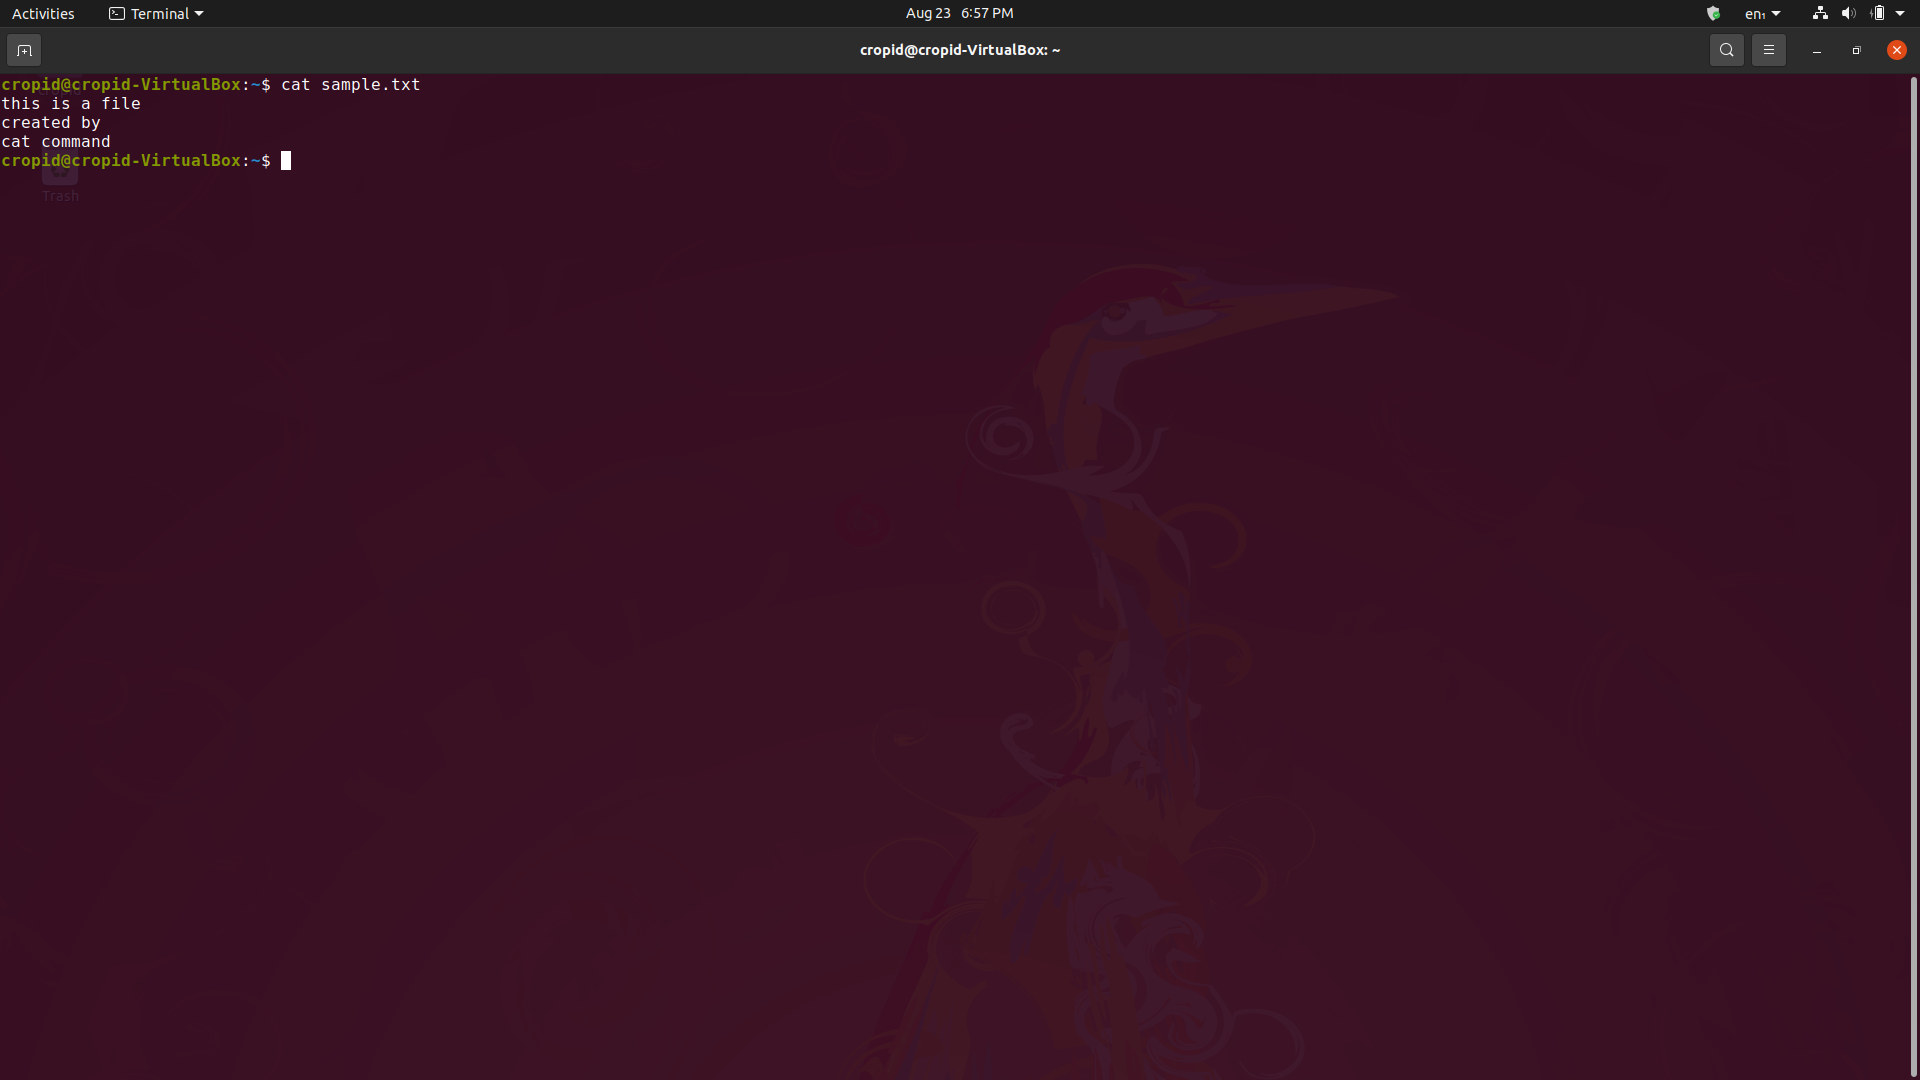 Activities Terminal Aug 23 6:57 PM en₁
cropid@cropid-VirtualBox: ~
cropid@cropid-VirtualBox:~$ cat sample.txt
this is a file
created by
cat command
cropid@cropid-VirtualBox:~$
Trash